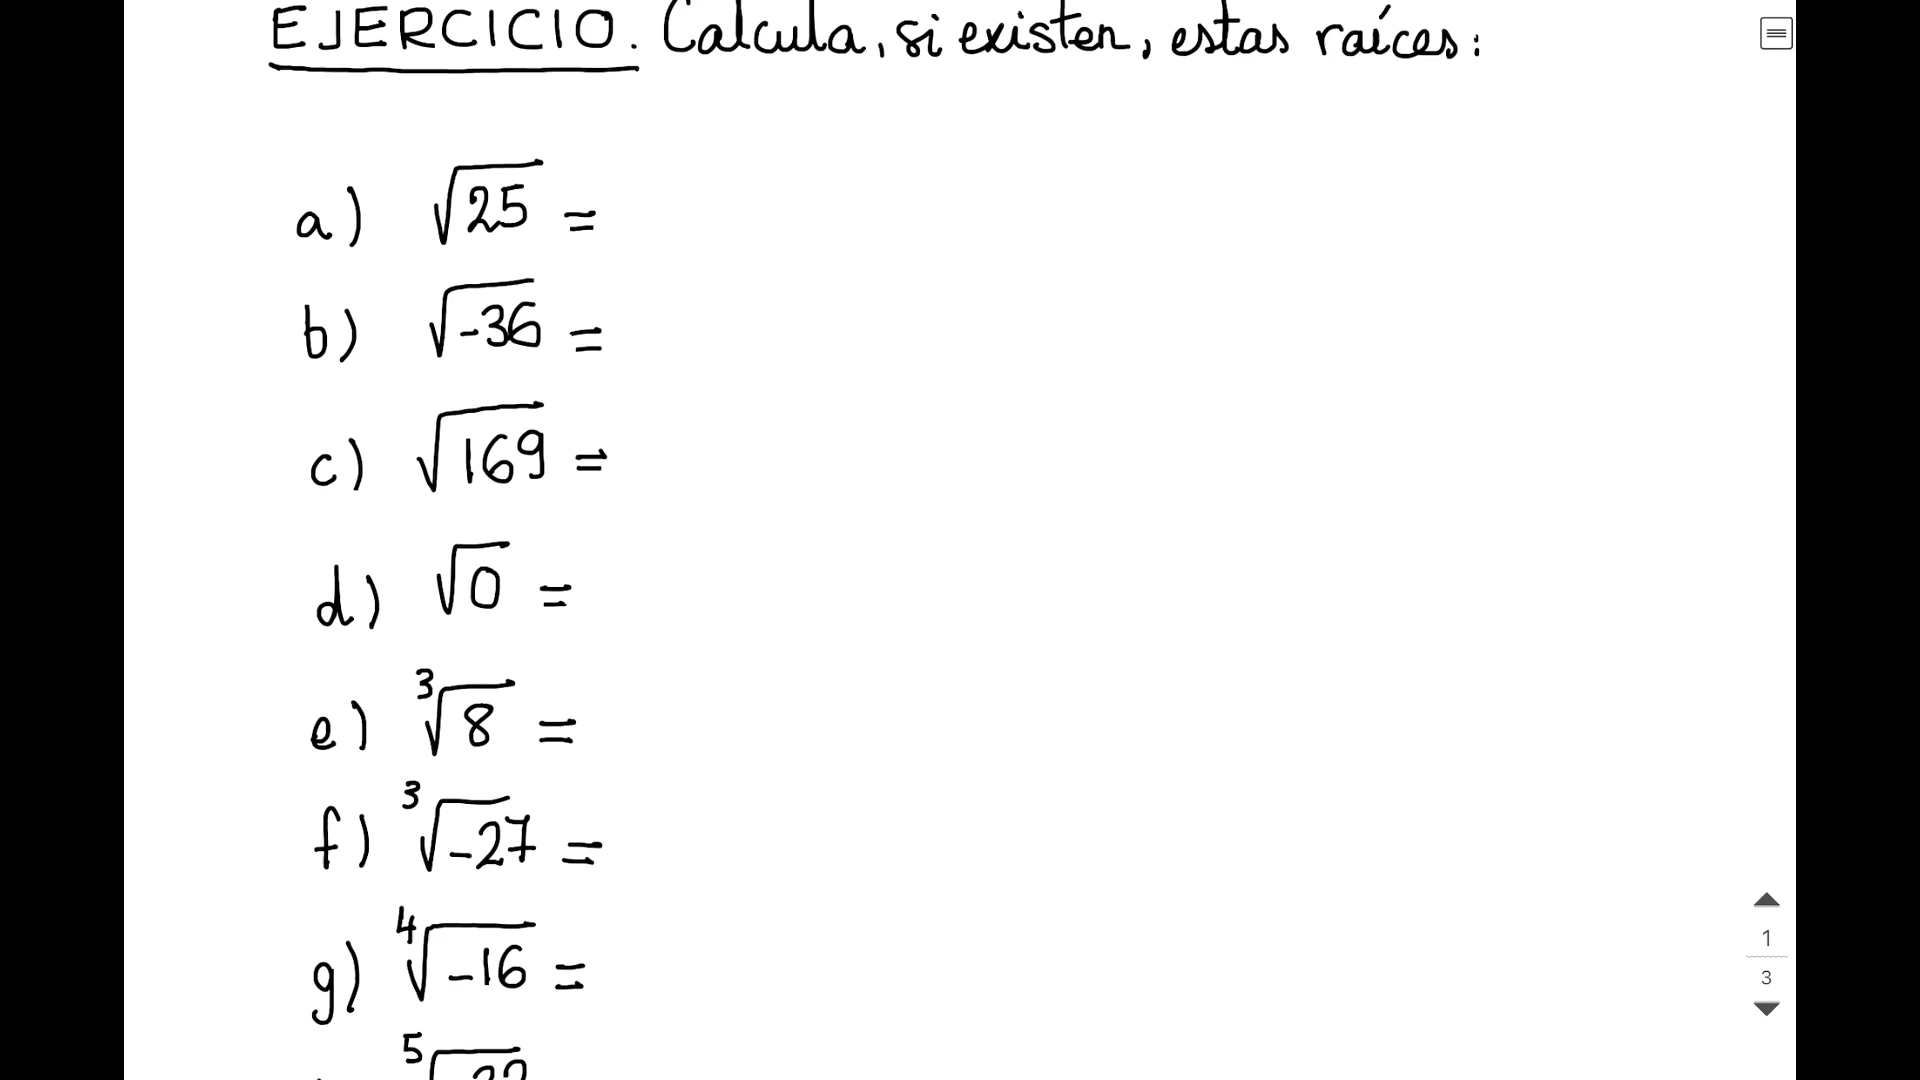 EJERCICIO. Calcula, si existen, estas raíces:
a) √25 =
b) √-36 =
c) √169 =
d) √0 =
e) ³√8 =
f) ³√-27 =
g) ⁴√-16 =
1
3